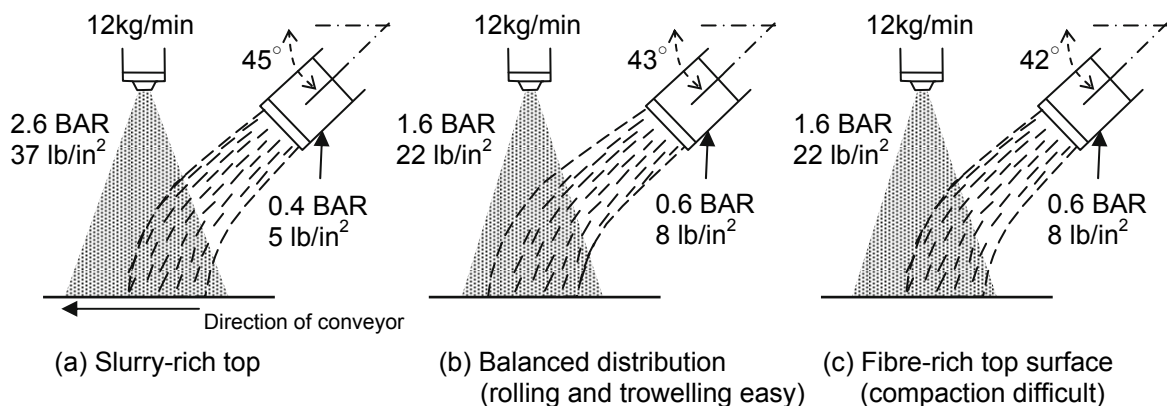 12kg/min
45°
2.6 BAR
37 lb/in²
0.4 BAR
5 lb/in²
Direction of conveyor
(a) Slurry-rich top
12kg/min
43°
1.6 BAR
22 lb/in²
0.6 BAR
8 lb/in²
(b) Balanced distribution
(rolling and trowelling easy)
12kg/min
42°
1.6 BAR
22 lb/in²
0.6 BAR
8 lb/in²
(c) Fibre-rich top surface
(compaction difficult)